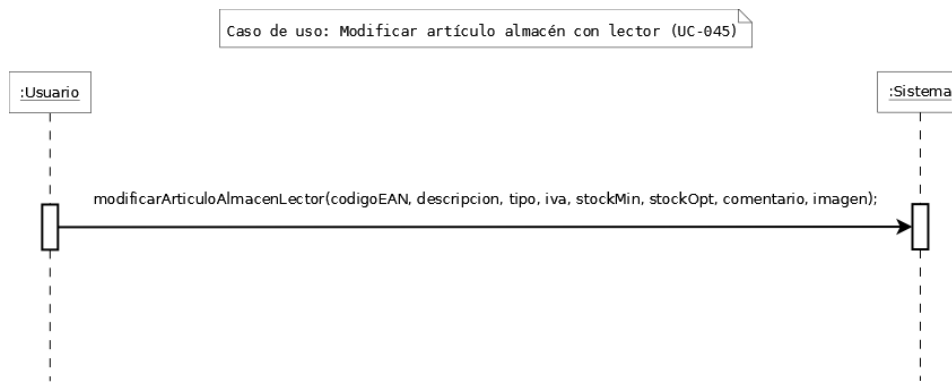 Caso de uso: Modificar artículo almacén con lector (UC-045)
:Usuario
:Sistema
modificarArticuloAlmacenLector(codigoEAN, descripcion, tipo, iva, stockMin, stockOpt, comentario, imagen);